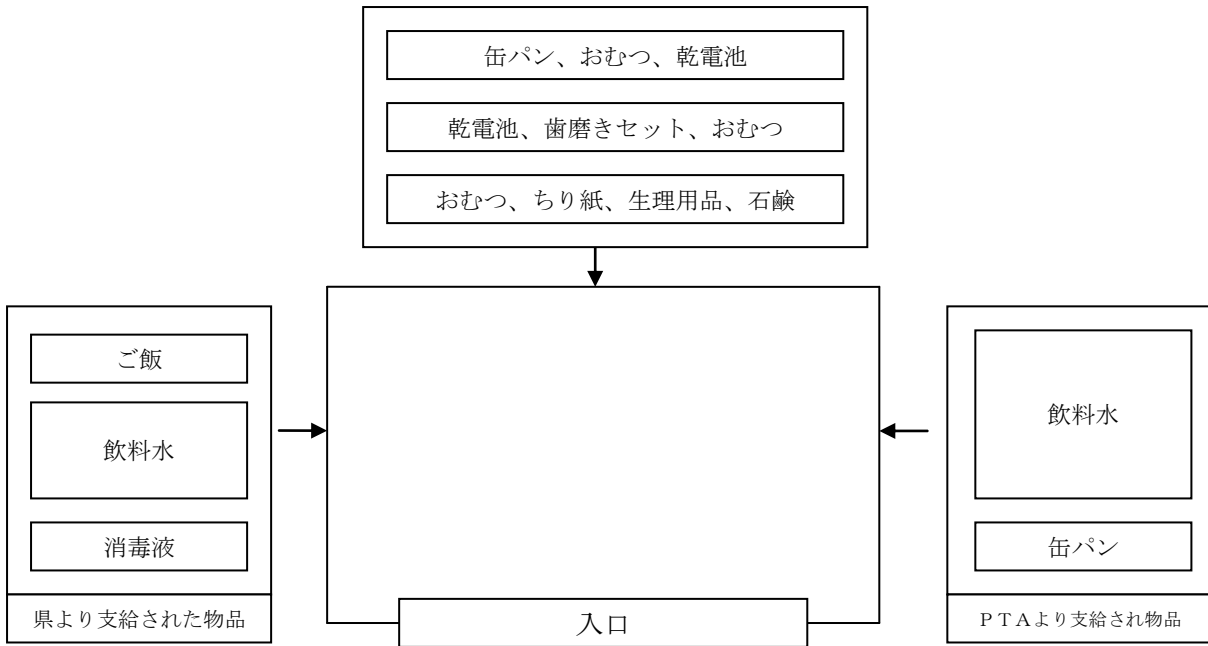 缶パン、おむつ、乾電池
乾電池、歯磨きセット、おむつ
おむつ、ちり紙、生理用品、石鹸
ご飯
飲料水
消毒液
県より支給された物品
飲料水
缶パン
ＰＴＡより支給され物品
入口